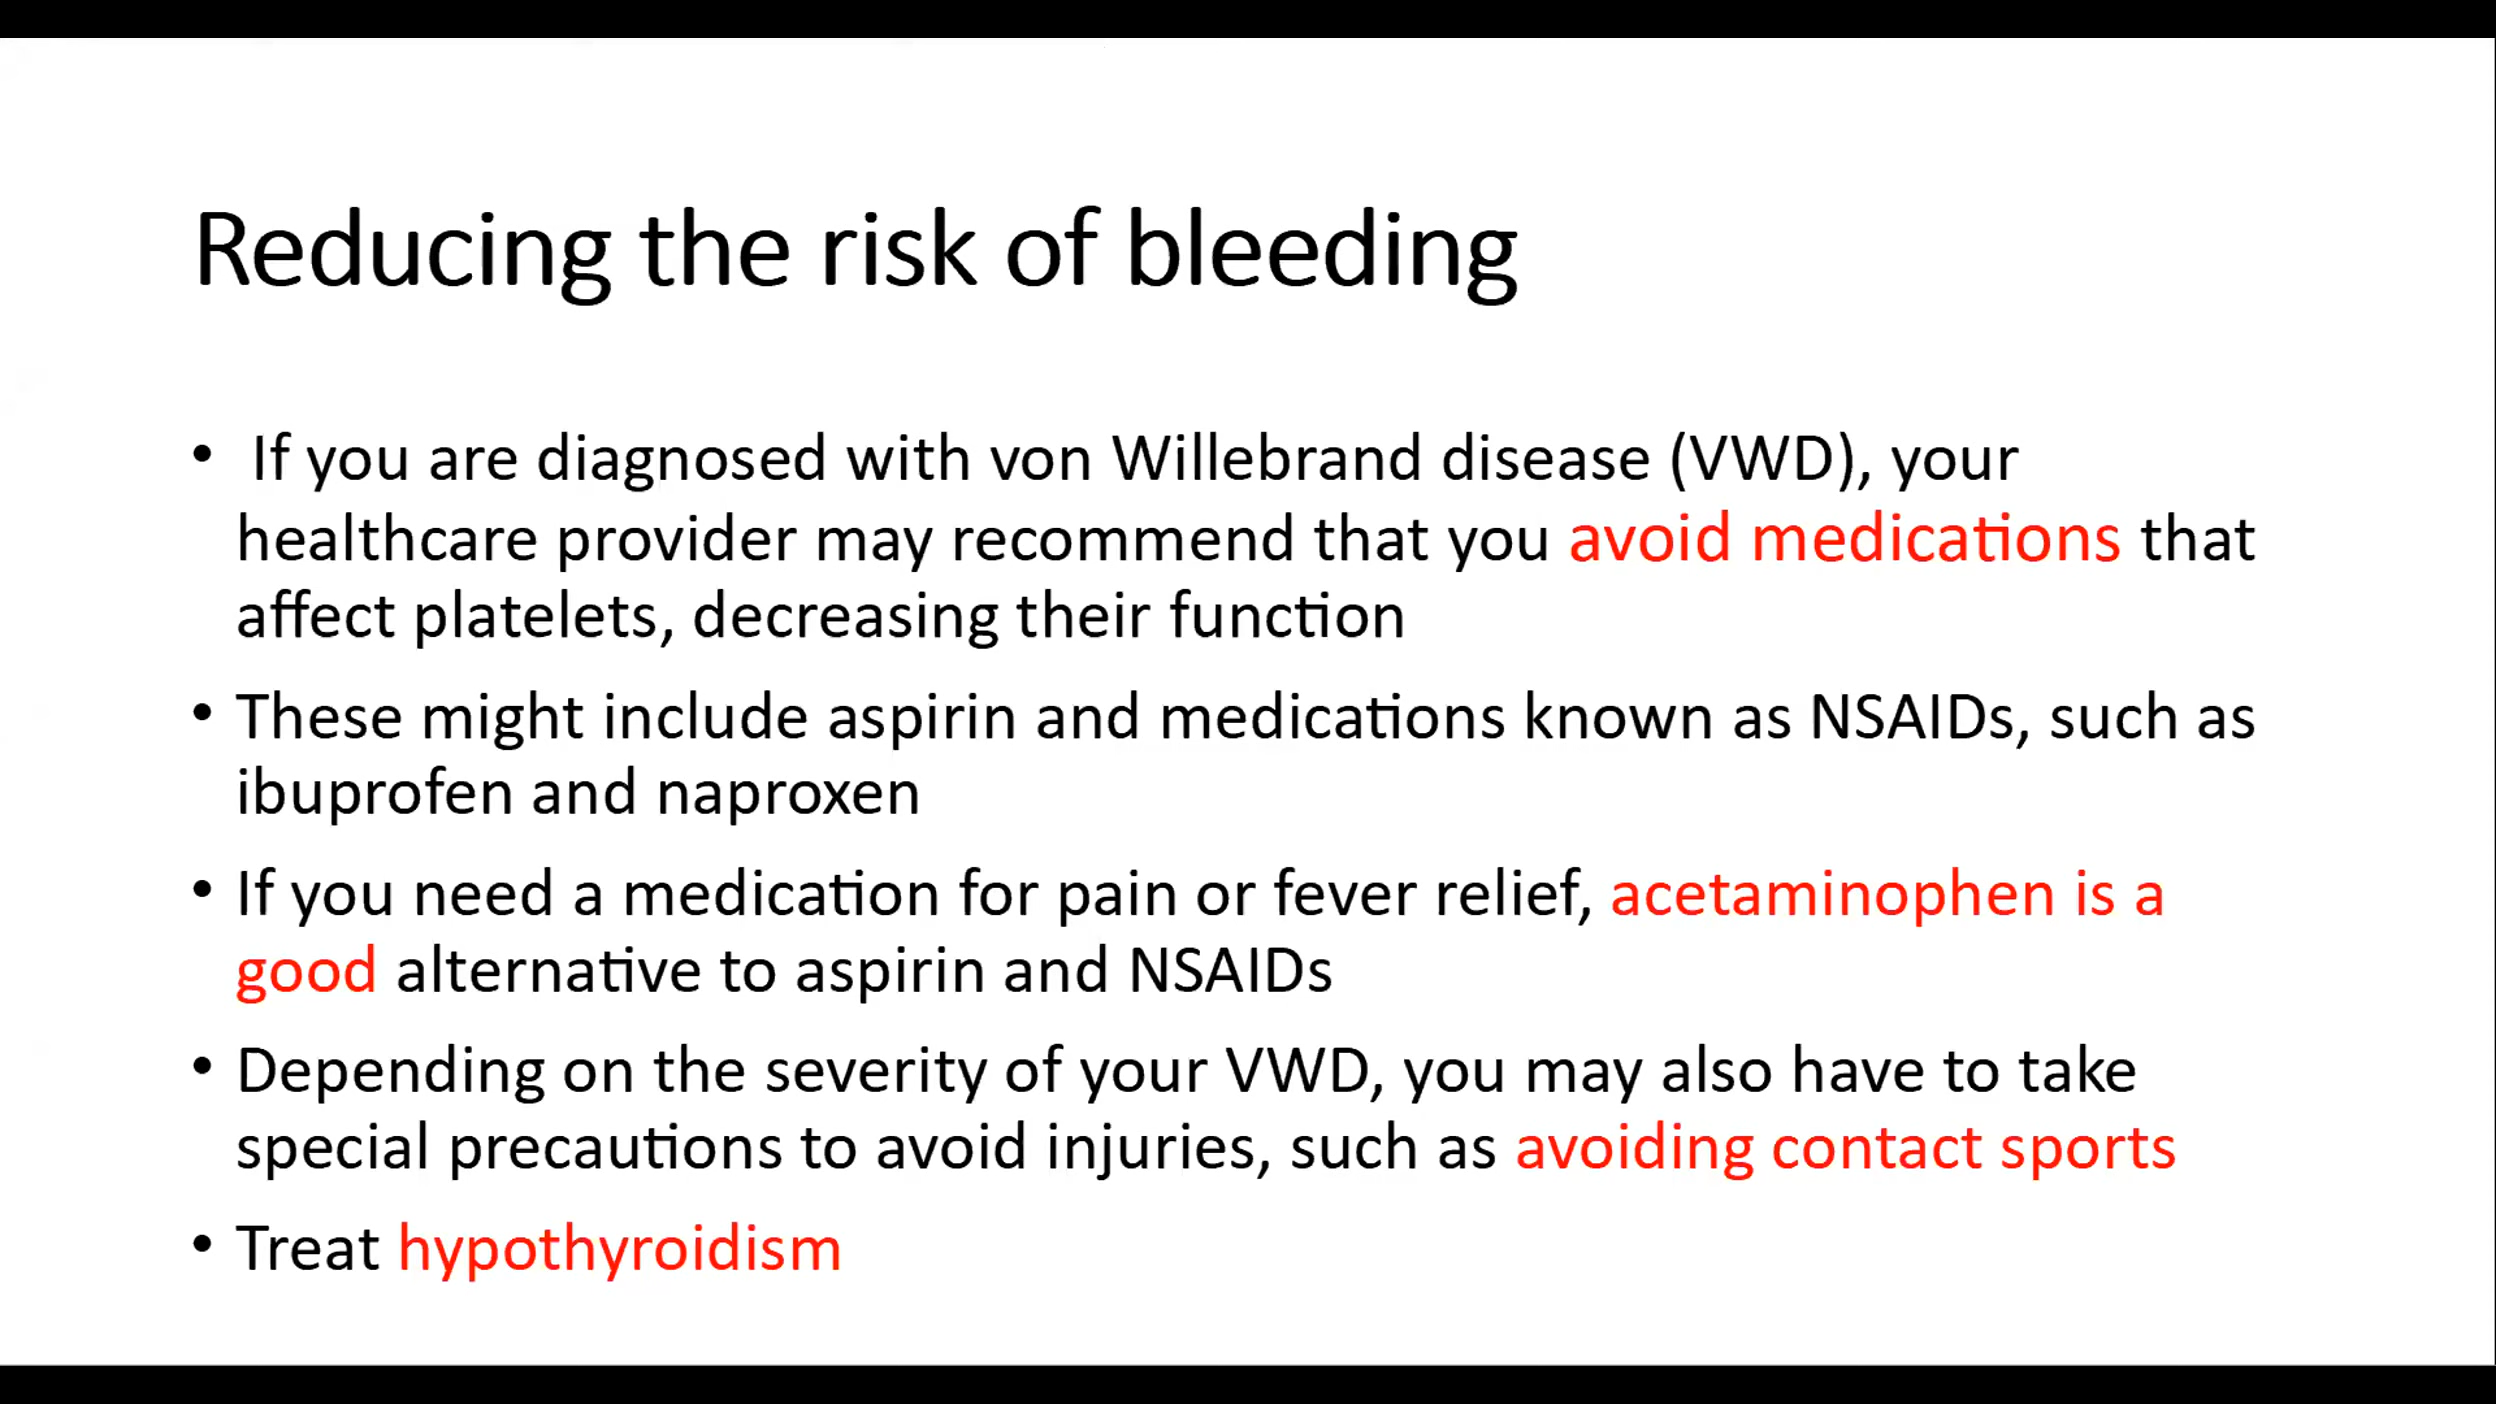 Reducing the risk of bleeding
• If you are diagnosed with von Willebrand disease (VWD), your
healthcare provider may recommend that you avoid medications that
affect platelets, decreasing their function
• These might include aspirin and medications known as NSAIDs, such as
ibuprofen and naproxen
• If you need a medication for pain or fever relief, acetaminophen is a
good alternative to aspirin and NSAIDs
• Depending on the severity of your VWD, you may also have to take
special precautions to avoid injuries, such as avoiding contact sports
• Treat hypothyroidism